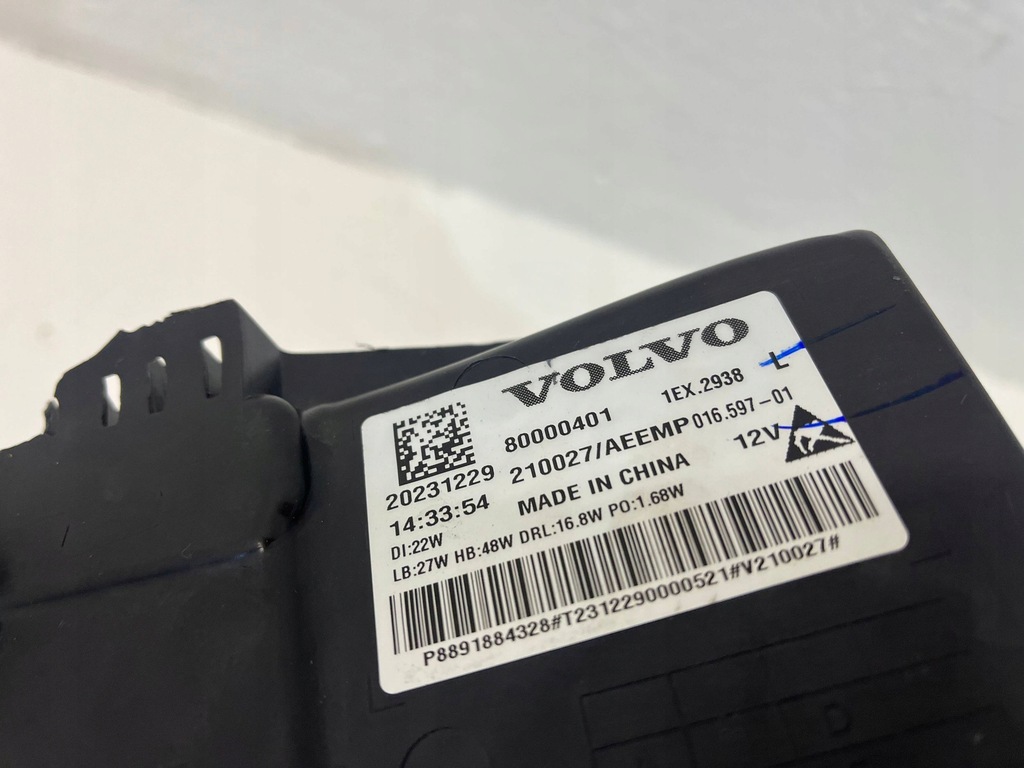 VOLVO
80000401 1EX.2938 L
210027/AEEMP 016.597-01
20231229
14:33:54 MADE IN CHINA 12V
DI:22W
LB:27W HB:48W DRL:16.8W PO:1.68W
P8891884328#T2312290000521#V210027#
D